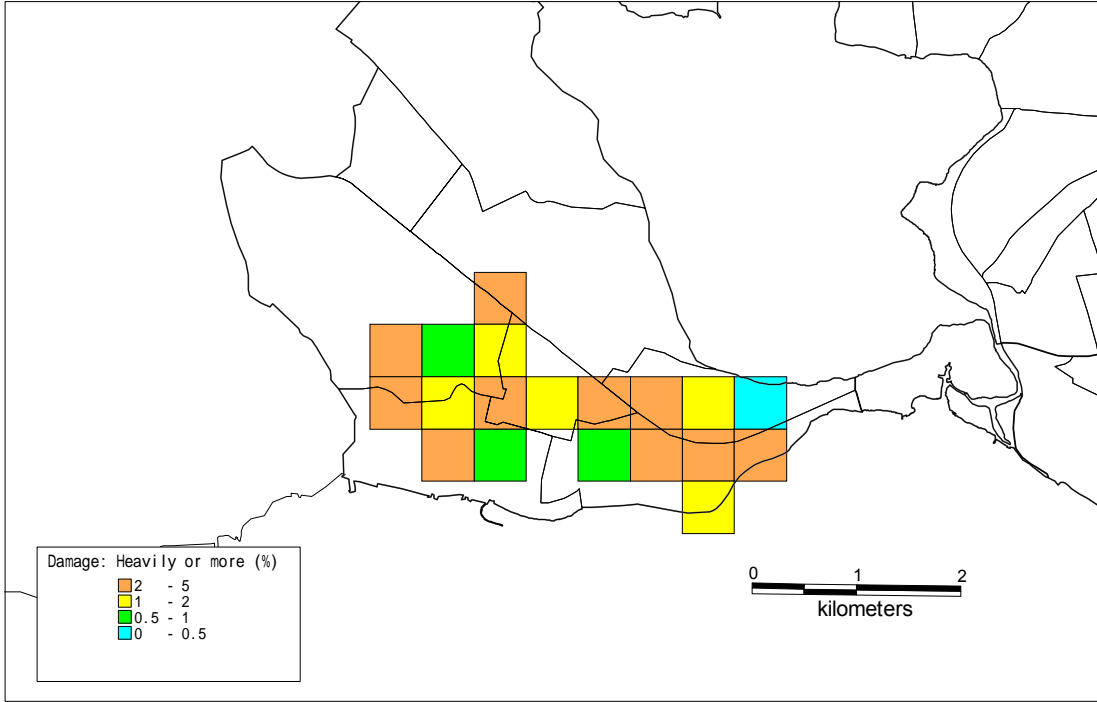 Damage: Heavily or more (%)
2 - 5
1 - 2
0.5 - 1
0 - 0.5
0 1 2
kilometers